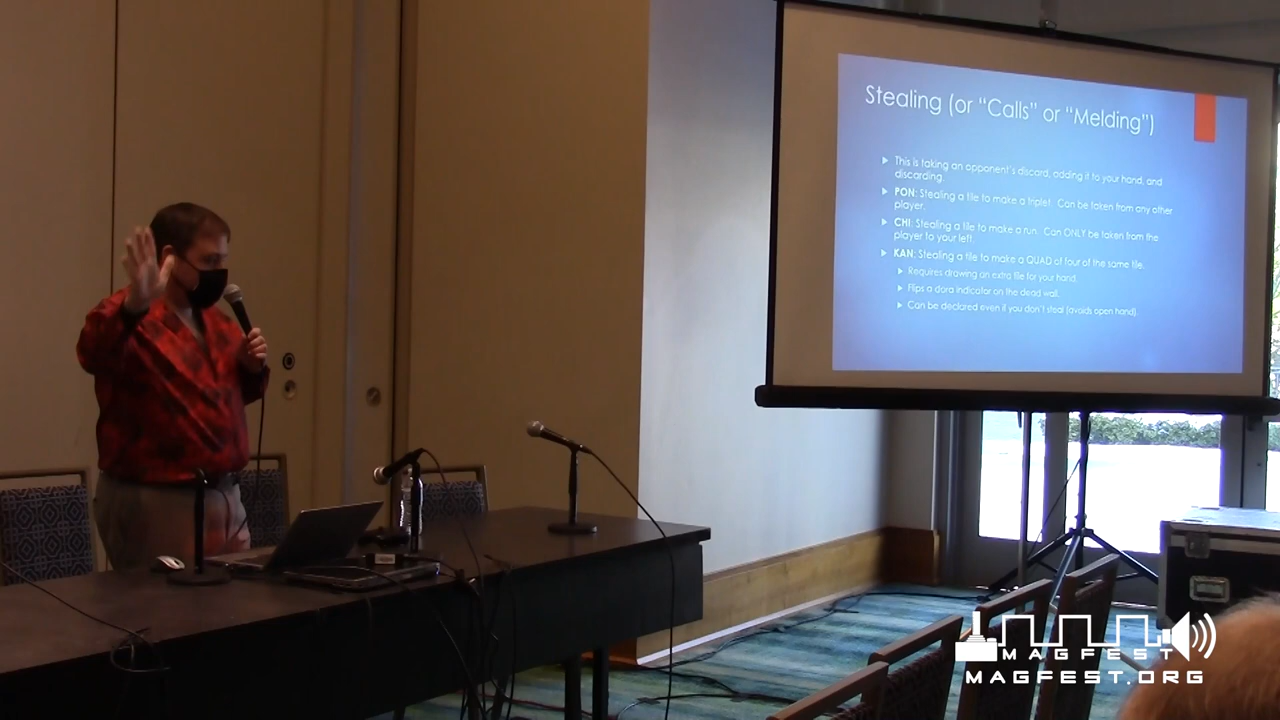 Stealing (or “Calls” or “Melding”)
This is taking an opponent's discard, adding it to your hand, and
discarding.
PON: Stealing a tile to make a triplet. Can be taken from any other
player.
CHI: Stealing a tile to make a run. Can ONLY be taken from the
player to your left.
KAN: Stealing a tile to make a QUAD of four of the same tile.
Requires drawing an extra tile for your hand.
Flips a dora indicator on the dead wall.
Can be declared even if you don't steal (avoids open hand).
MAGFEST
MAGFEST.ORG